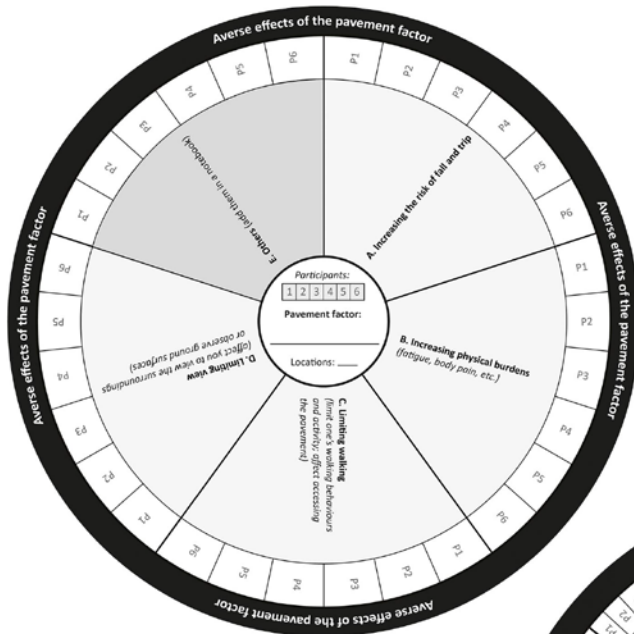 Averse effects of the pavement factor
P1
P2
P3
P4
P5
P6
A. Increasing the risk of fall and trip
Averse effects of the pavement factor
P1
P2
P3
P4
P5
P6
B. Increasing physical burdens
(fatigue, body pain, etc.)
Averse effects of the pavement factor
P1
P2
P3
P4
P5
P6
C. Limiting walking
(limit one's walking behaviours
and activity; affect accessing
the pavement)
Averse effects of the pavement factor
P1
P2
P3
P4
P5
P6
D. Limiting view
(affect you to view the surroundings
or observe ground surfaces)
P1
P2
P3
P4
P5
P6
E. Others (add them in a notebook)
Participants:
1 2 3 4 5 6
Pavement factor:
Locations: ____
P2
P1